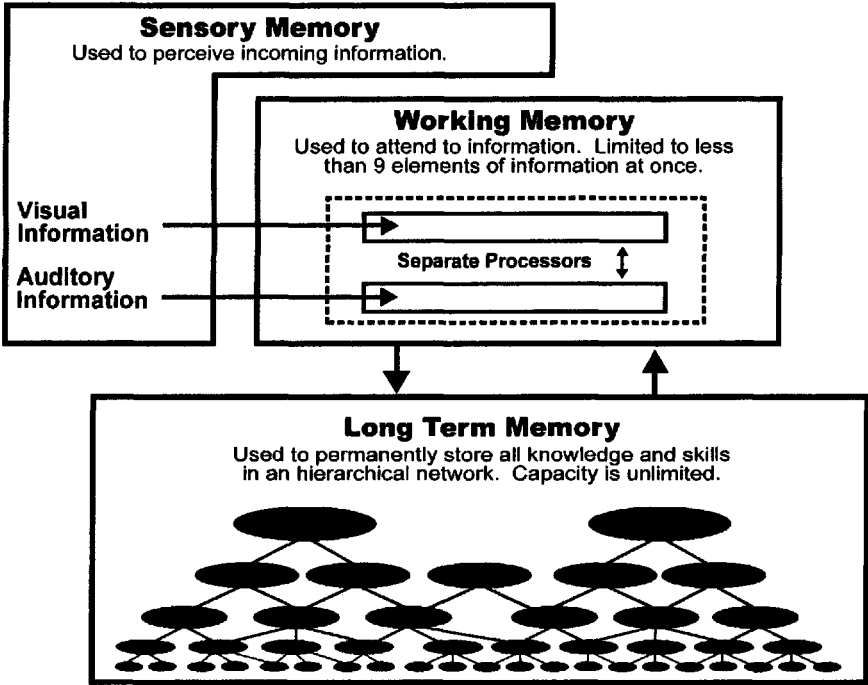 Sensory Memory
Used to perceive incoming information.
Working Memory
Used to attend to information. Limited to less
than 9 elements of information at once.
Visual
Information
Separate Processors
Auditory
Information
Long Term Memory
Used to permanently store all knowledge and skills
in an hierarchical network. Capacity is unlimited.